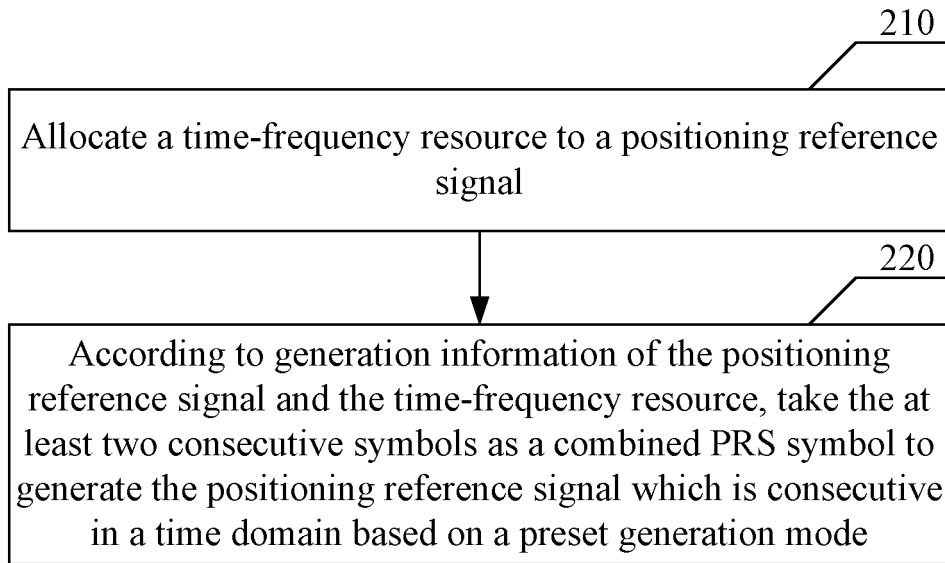 210
Allocate a time-frequency resource to a positioning reference
signal
220
According to generation information of the positioning
reference signal and the time-frequency resource, take the at
least two consecutive symbols as a combined PRS symbol to
generate the positioning reference signal which is consecutive
in a time domain based on a preset generation mode